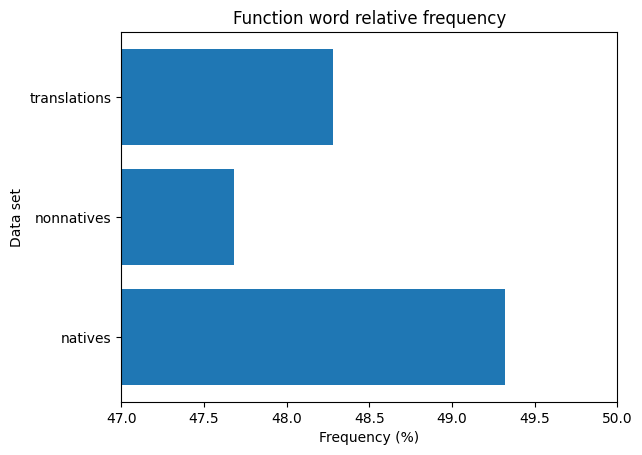 Function word relative frequency
translations
nonnatives
natives
Data set
47.0 47.5 48.0 48.5 49.0 49.5 50.0
Frequency (%)